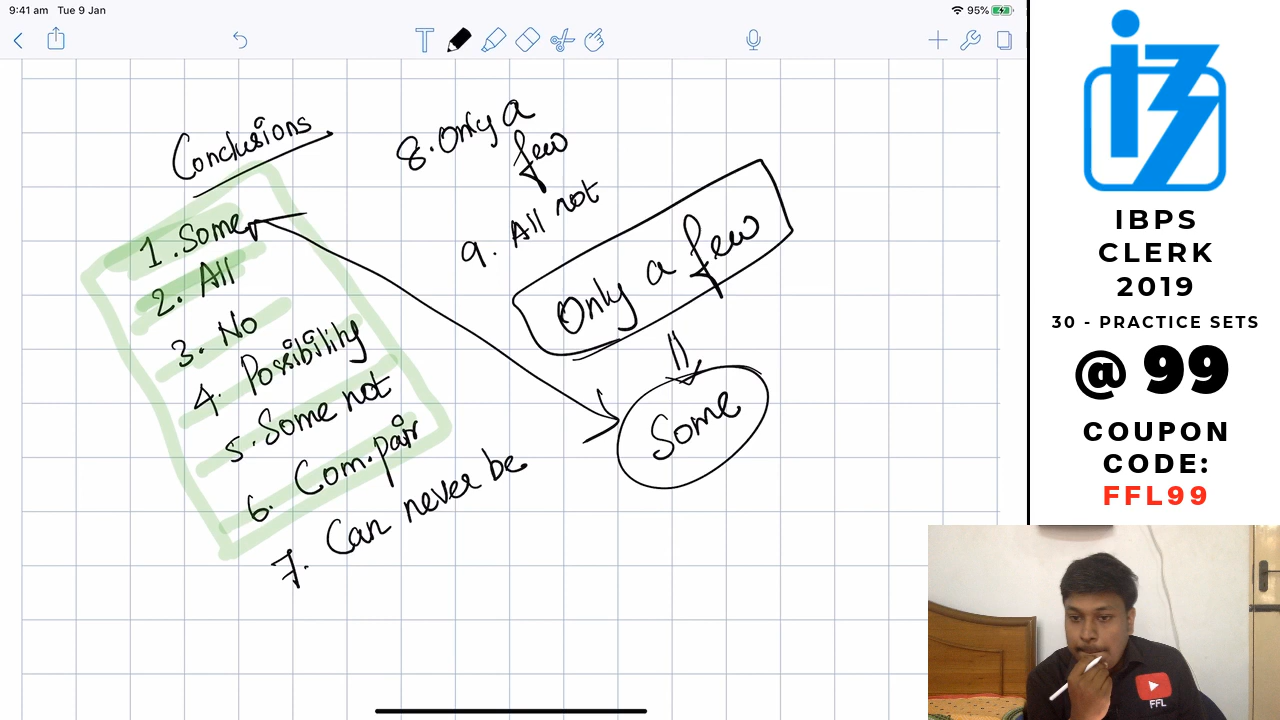 9:41 am Tue 9 Jan
95%
T
Conclusions
1. Some
2. All
3. No
4. Possibility
5. Some not
6. Com.pair
7. Can never be
8. Only a
few
9. All not
Only a few
Some
IBPS
CLERK
2019
30 - PRACTICE SETS
@ 99
COUPON
CODE:
FFL99
FFL